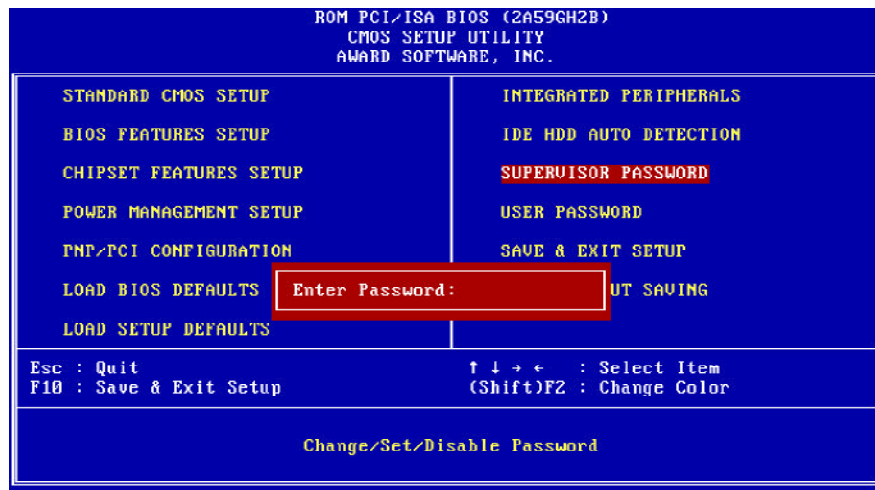 ROM PCI/ISA BIOS (2A59GH2B)
CMOS SETUP UTILITY
AWARD SOFTWARE, INC.
STANDARD CMOS SETUP
BIOS FEATURES SETUP
CHIPSET FEATURES SETUP
POWER MANAGEMENT SETUP
PNP/PCI CONFIGURATION
LOAD BIOS DEFAULTS
LOAD SETUP DEFAULTS
INTEGRATED PERIPHERALS
IDE HDD AUTO DETECTION
SUPERVISOR PASSWORD
USER PASSWORD
SAVE & EXIT SETUP
UT SAVING
Enter Password:
Esc : Quit
F10 : Save & Exit Setup
↑ ↓ → ← : Select Item
(Shift)F2 : Change Color
Change/Set/Disable Password